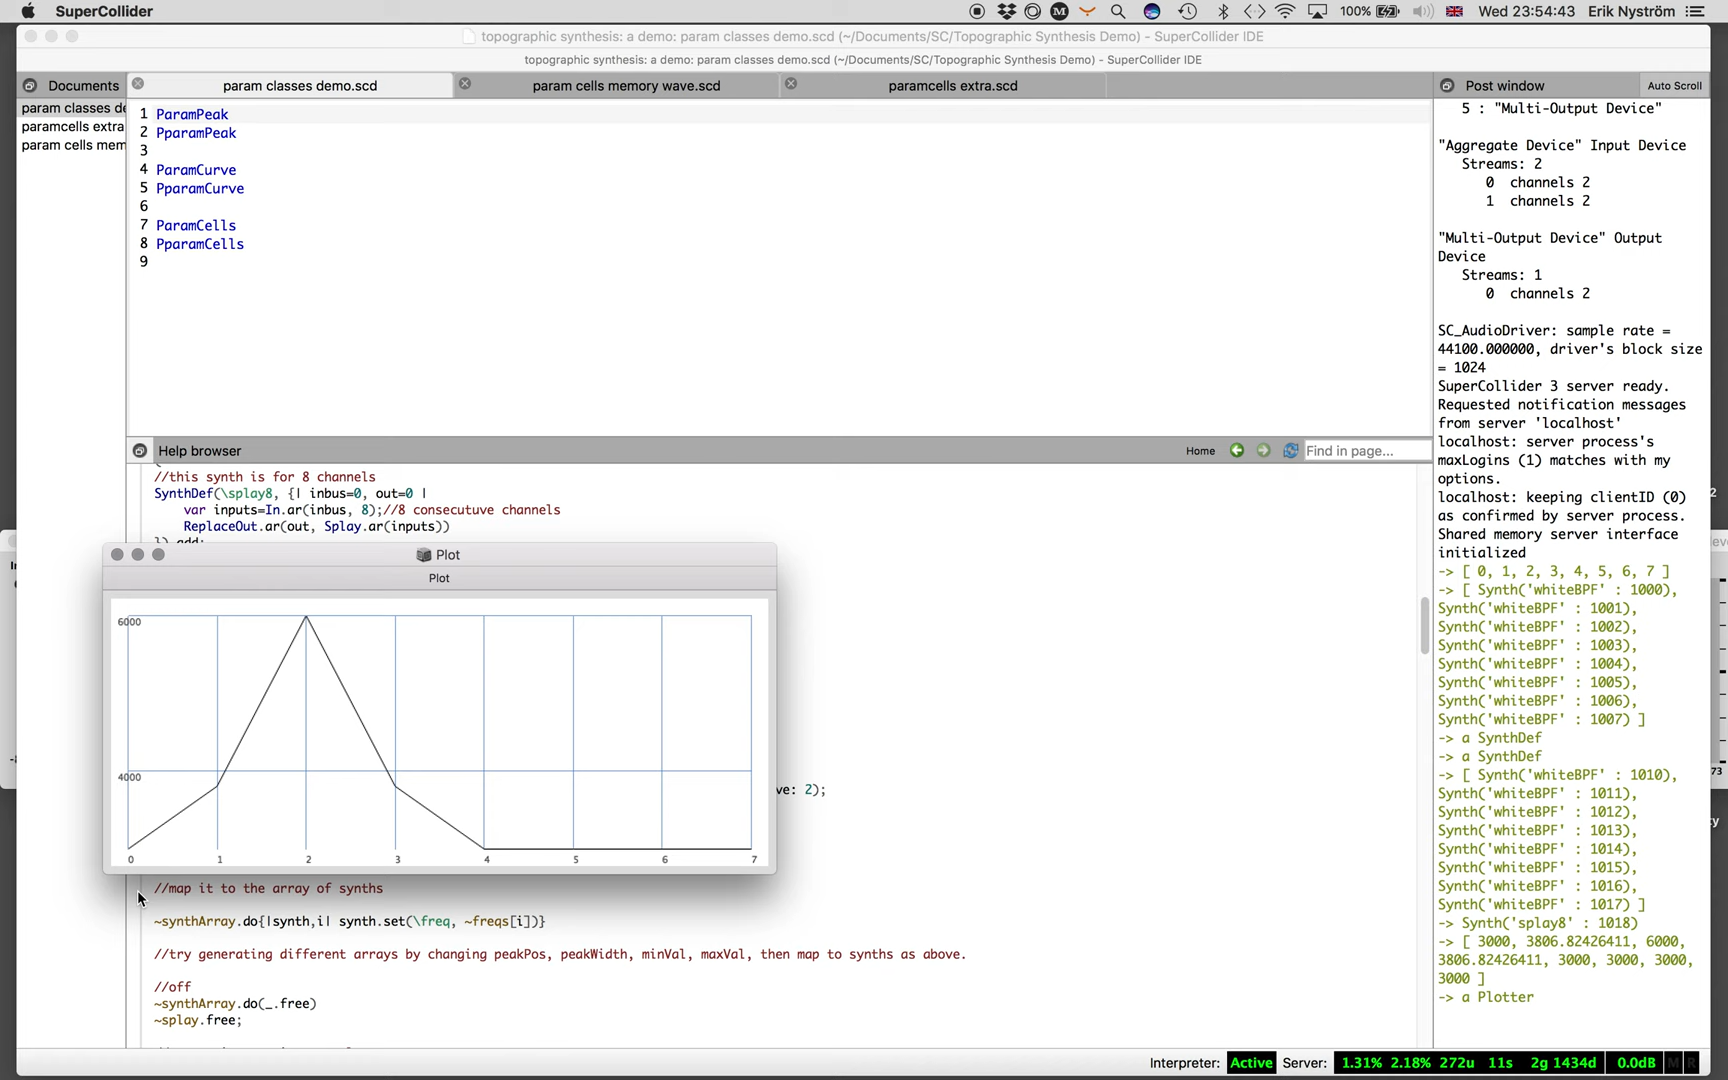 SuperCollider
100%
Wed 23:54:43 Erik Nyström
topographic synthesis: a demo: param classes demo.scd (~/Documents/SC/Topographic Synthesis Demo) - SuperCollider IDE
topographic synthesis: a demo: param classes demo.scd (~/Documents/SC/Topographic Synthesis Demo) - SuperCollider IDE
Documents
param classes demo.scd
param cells memory wave.scd
paramcells extra.scd
Post window
Auto Scroll
param classes de
paramcells extra
param cells mem
1 ParamPeak
2 PparamPeak
3
4 ParamCurve
5 PparamCurve
6
7 ParamCells
8 PparamCells
9
Help browser
Home
Find in page...
//this synth is for 8 channels
SynthDef(\splay8, {| inbus=0, out=0 |
var inputs=In.ar(inbus, 8);//8 consecutuve channels
ReplaceOut.ar(out, Splay.ar(inputs))
}).add;
Plot
Plot
6000
4000
0 1 2 3 4 5 6 7
ve: 2);
//map it to the array of synths
~synthArray.do{|synth,i| synth.set(\freq, ~freqs[i])}
//try generating different arrays by changing peakPos, peakWidth, minVal, maxVal, then map to synths as above.
//off
~synthArray.do(_.free)
~splay.free;
5 : "Multi-Output Device"
"Aggregate Device" Input Device
Streams: 2
0 channels 2
1 channels 2
"Multi-Output Device" Output
Device
Streams: 1
0 channels 2
SC_AudioDriver: sample rate =
44100.000000, driver's block size
= 1024
SuperCollider 3 server ready.
Requested notification messages
from server 'localhost'
localhost: server process's
maxLogins (1) matches with my
options.
localhost: keeping clientID (0)
as confirmed by server process.
Shared memory server interface
initialized
-> [ 0, 1, 2, 3, 4, 5, 6, 7 ]
-> [ Synth('whiteBPF' : 1000),
Synth('whiteBPF' : 1001),
Synth('whiteBPF' : 1002),
Synth('whiteBPF' : 1003),
Synth('whiteBPF' : 1004),
Synth('whiteBPF' : 1005),
Synth('whiteBPF' : 1006),
Synth('whiteBPF' : 1007) ]
-> a SynthDef
-> a SynthDef
-> [ Synth('whiteBPF' : 1010),
Synth('whiteBPF' : 1011),
Synth('whiteBPF' : 1012),
Synth('whiteBPF' : 1013),
Synth('whiteBPF' : 1014),
Synth('whiteBPF' : 1015),
Synth('whiteBPF' : 1016),
Synth('whiteBPF' : 1017) ]
-> Synth('splay8' : 1018)
-> [ 3000, 3806.82426411, 6000,
3806.82426411, 3000, 3000, 3000,
3000 ]
-> a Plotter
Interpreter: Active Server: 1.31% 2.18% 272u 11s 2g 1434d 0.0dB M R